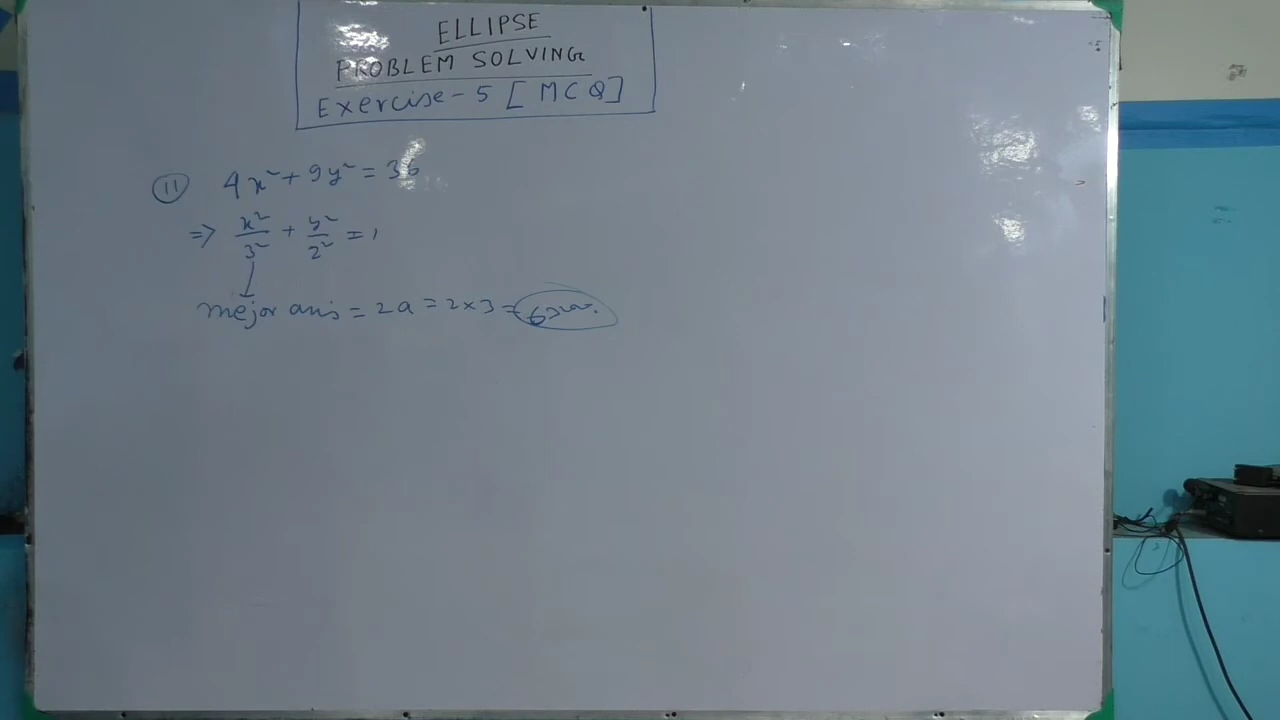 ELLIPSE
PROBLEM SOLVING
Exercise-5 [MCQ]
(11) 4x² + 9y² = 36
⇒ x²/3² + y²/2² = 1
mejor axis = 2a = 2×3 = 6